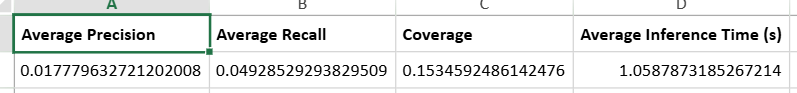 A B C D
Average Precision Average Recall Coverage Average Inference Time (s)
0.017779632721202008 0.04928529293829509 0.1534592486142476 1.0587873185267214